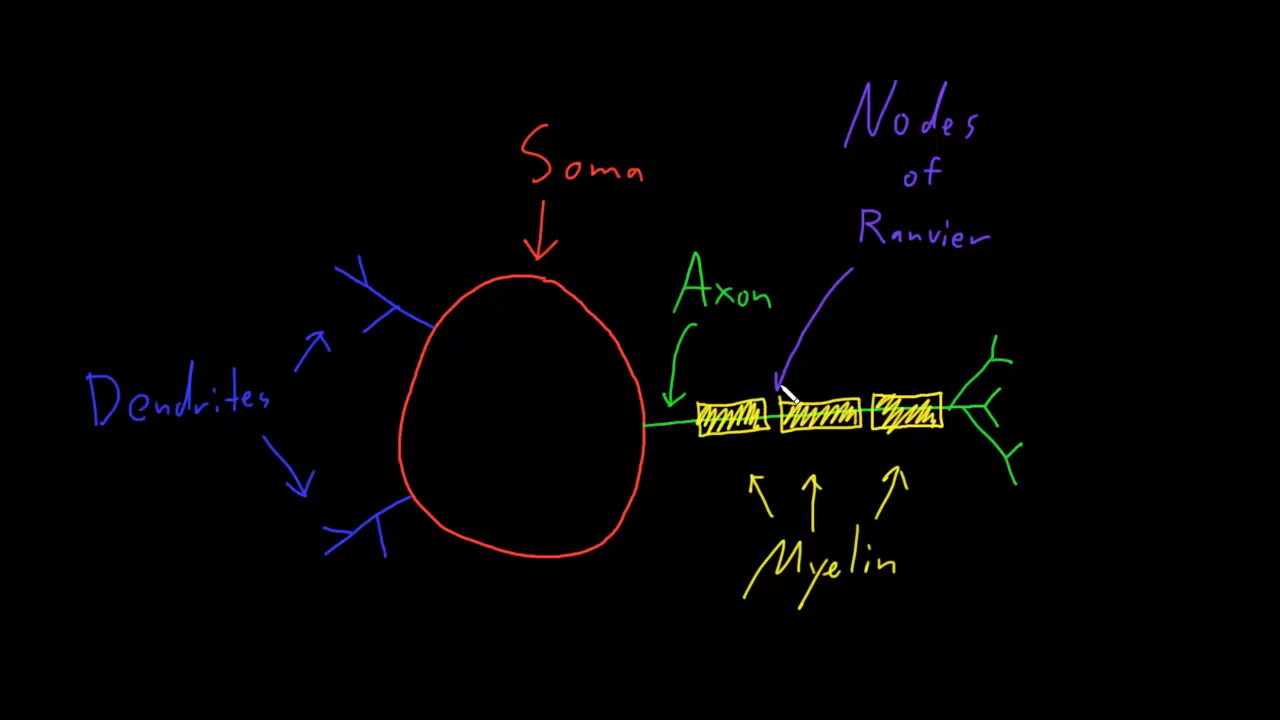 Nodes
of
Ranvier
Soma
Axon
Dendrites
Myelin